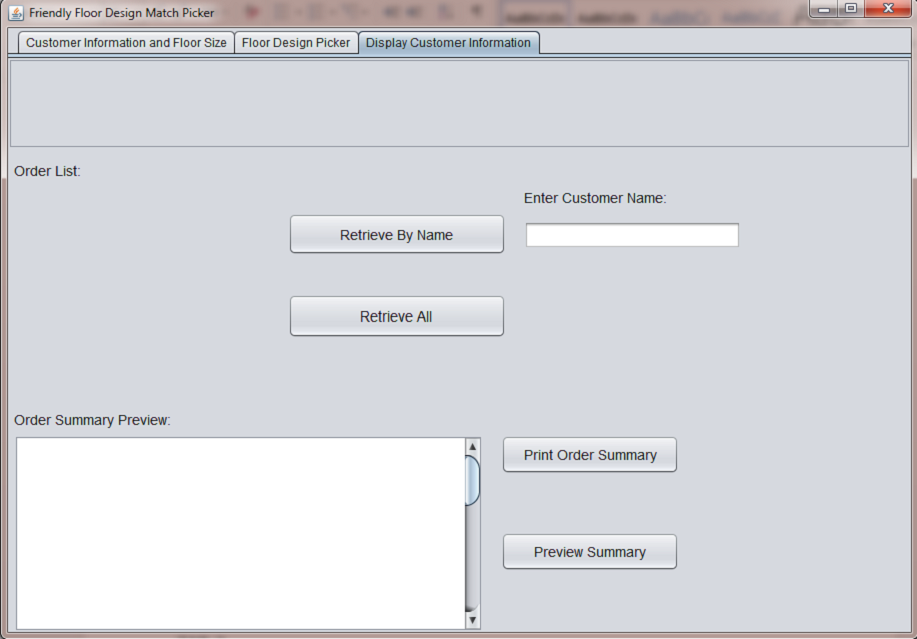 Friendly Floor Design Match Picker
Customer Information and Floor Size
Floor Design Picker
Display Customer Information
Order List:
Enter Customer Name:
Retrieve By Name
Retrieve All
Order Summary Preview:
Print Order Summary
Preview Summary